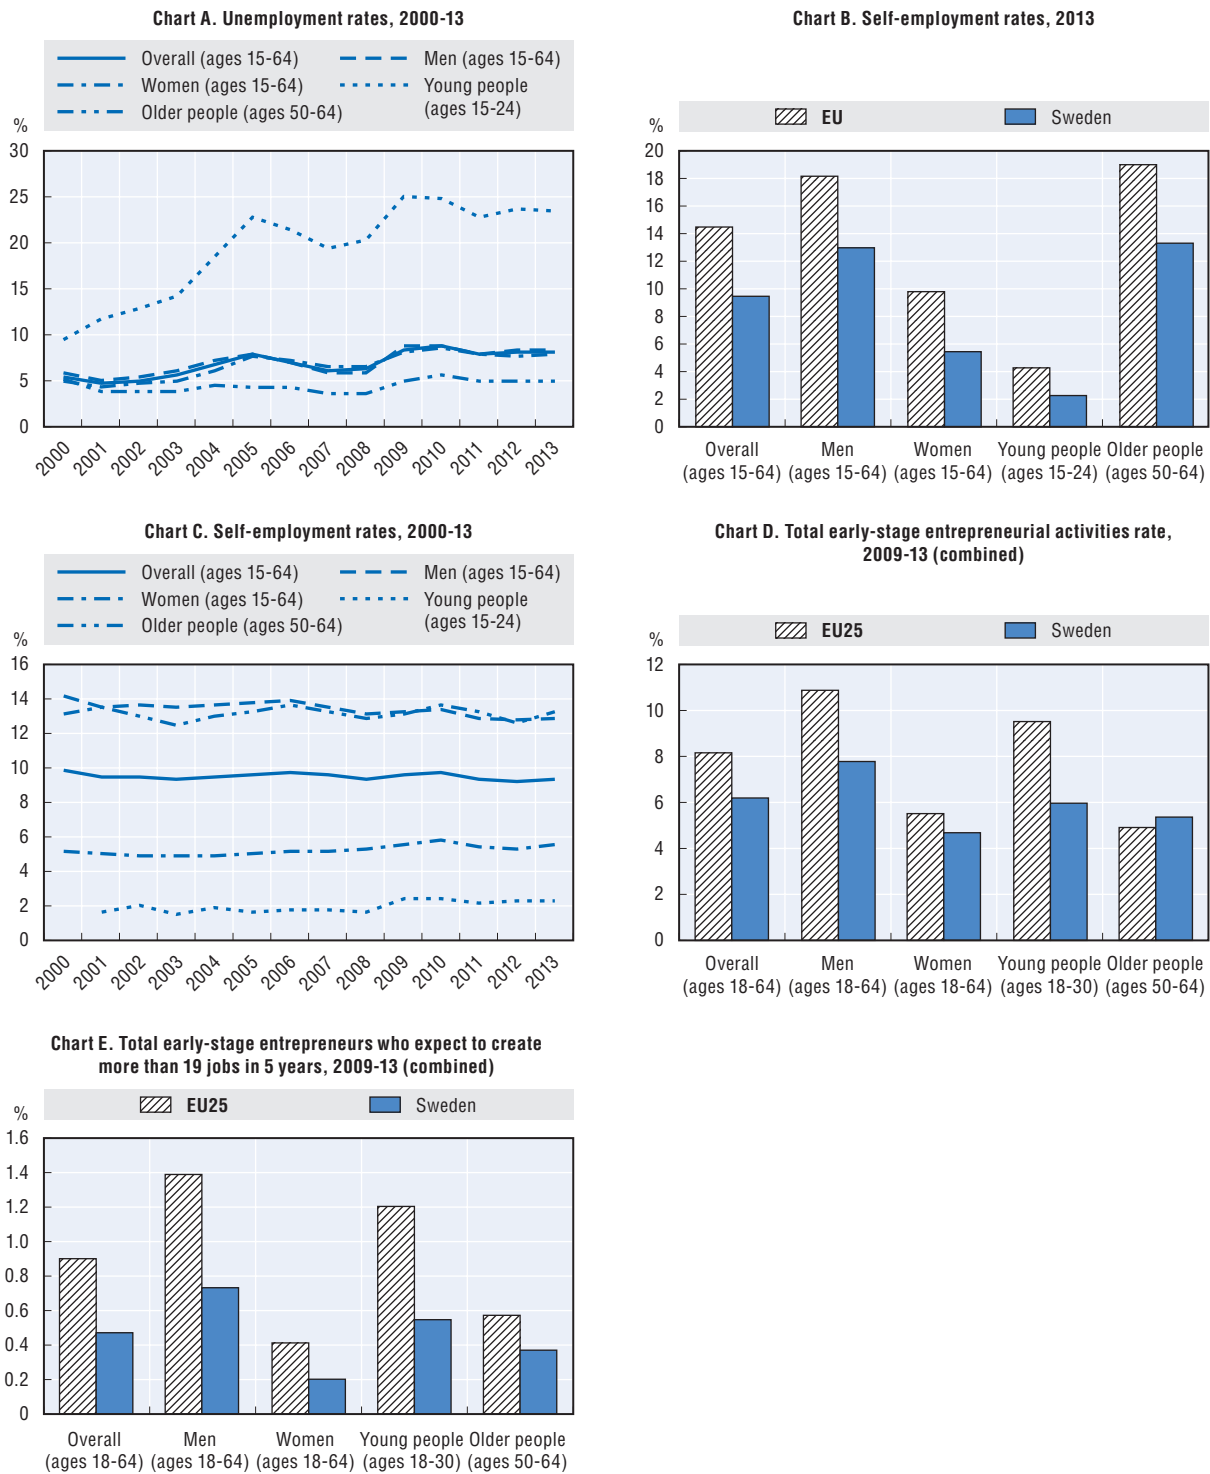 Chart A. Unemployment rates, 2000-13
Overall (ages 15-64)
Men (ages 15-64)
Women (ages 15-64)
Young people
(ages 15-24)
Older people (ages 50-64)
%
30
25
20
15
10
5
0
2000 2001 2002 2003 2004 2005 2006 2007 2008 2009 2010 2011 2012 2013
Chart B. Self-employment rates, 2013
EU Sweden
%
20
18
16
14
12
10
8
6
4
2
0
Overall Men Women Young people Older people
(ages 15-64) (ages 15-64) (ages 15-64) (ages 15-24) (ages 50-64)
Chart C. Self-employment rates, 2000-13
Overall (ages 15-64)
Men (ages 15-64)
Women (ages 15-64)
Young people
(ages 15-24)
Older people (ages 50-64)
%
16
14
12
10
8
6
4
2
0
2000 2001 2002 2003 2004 2005 2006 2007 2008 2009 2010 2011 2012 2013
Chart D. Total early-stage entrepreneurial activities rate,
2009-13 (combined)
EU25 Sweden
%
12
10
8
6
4
2
0
Overall Men Women Young people Older people
(ages 18-64) (ages 18-64) (ages 18-64) (ages 18-30) (ages 50-64)
Chart E. Total early-stage entrepreneurs who expect to create
more than 19 jobs in 5 years, 2009-13 (combined)
EU25 Sweden
%
1.6
1.4
1.2
1.0
0.8
0.6
0.4
0.2
0
Overall Men Women Young people Older people
(ages 18-64) (ages 18-64) (ages 18-64) (ages 18-30) (ages 50-64)